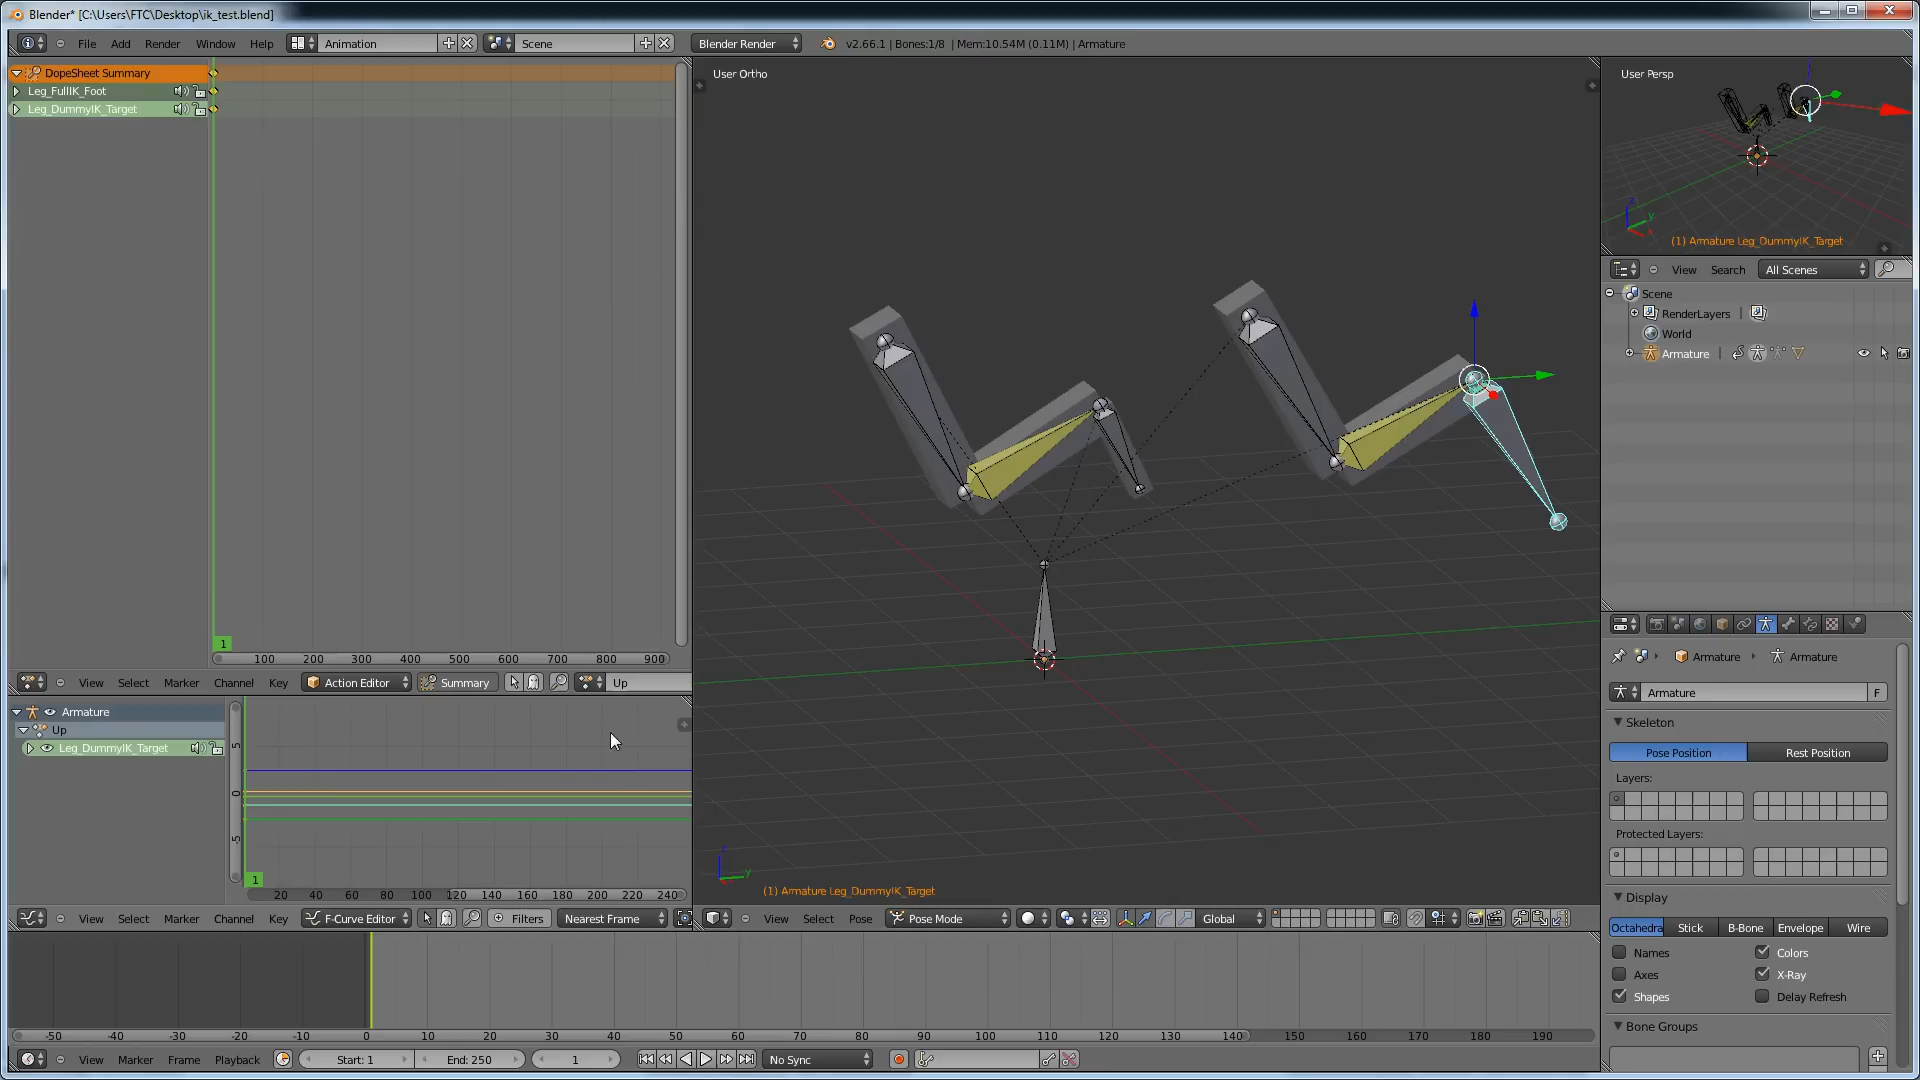 Blender* [C:\Users\FTC\Desktop\ik_test.blend]
File Add Render Window Help Animation Scene Blender Render v2.66.1 | Bones:1/8 | Mem:10.54M (0.11M) | Armature
DopeSheet Summary
Leg_FullIK_Foot
Leg_DummyIK_Target
1
100 200 300 400 500 600 700 800 900
View Select Marker Channel Key Action Editor Summary Up
Armature
Up
Leg_DummyIK_Target
5
0
-5
1
20 40 60 80 100 120 140 160 180 200 220 240
View Select Marker Channel Key F-Curve Editor Filters Nearest Frame
User Ortho
z
y
(1) Armature Leg_DummyIK_Target
View Select Pose Pose Mode Global
User Persp
z
y
(1) Armature Leg_DummyIK_Target
View Search All Scenes
Scene
RenderLayers |
World
Armature |
Armature Armature
Armature F
Skeleton
Pose Position Rest Position
Layers:
Protected Layers:
Display
Octahedra Stick B-Bone Envelope Wire
Names Colors
Axes X-Ray
Shapes Delay Refresh
Bone Groups
-50 -40 -30 -20 -10 0 10 20 30 40 50 60 70 80 90 100 110 120 130 140 150 160 170 180 190
View Marker Frame Playback Start: 1 End: 250 1 No Sync